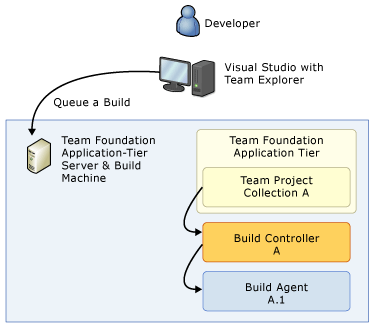 Developer
Visual Studio with
Team Explorer
Queue a Build
Team Foundation
Application-Tier
Server & Build
Machine
Team Foundation
Application Tier
Team Project
Collection A
Build Controller
A
Build Agent
A.1